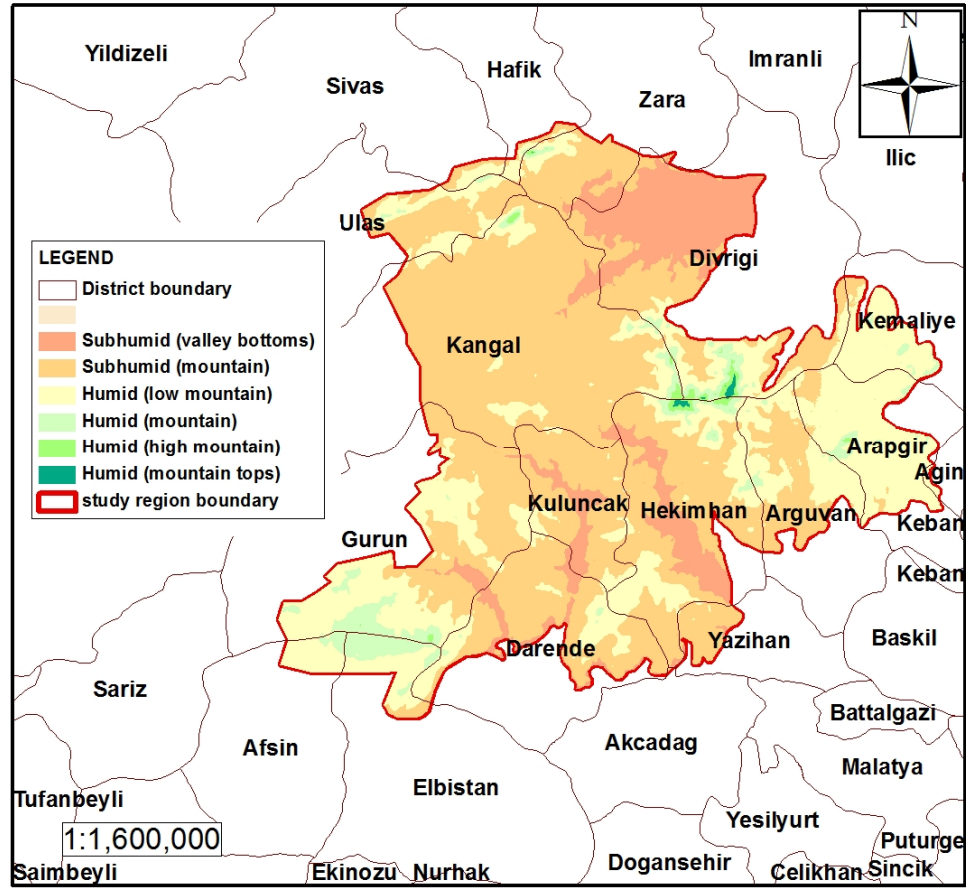 N
Yildizeli
Hafik
Imranli
Sivas
Zara
Ilic
Ulas
Divrigi
LEGEND
District boundary
Subhumid (valley bottoms)
Subhumid (mountain)
Humid (low mountain)
Humid (mountain)
Humid (high mountain)
Humid (mountain tops)
study region boundary
Kemaliye
Kangal
Arapgir
Agin
Kuluncak
Hekimhan
Arguvan
Keban
Gurun
Keban
Darende
Yazihan
Baskil
Sariz
Battalgazi
Afsin
Akcadag
Malatya
Elbistan
Tufanbeyli
Yesilyurt
1:1,600,000
Puturge
Saimbeyli
Ekinozu
Nurhak
Dogansehir
Celikhan
Sincik